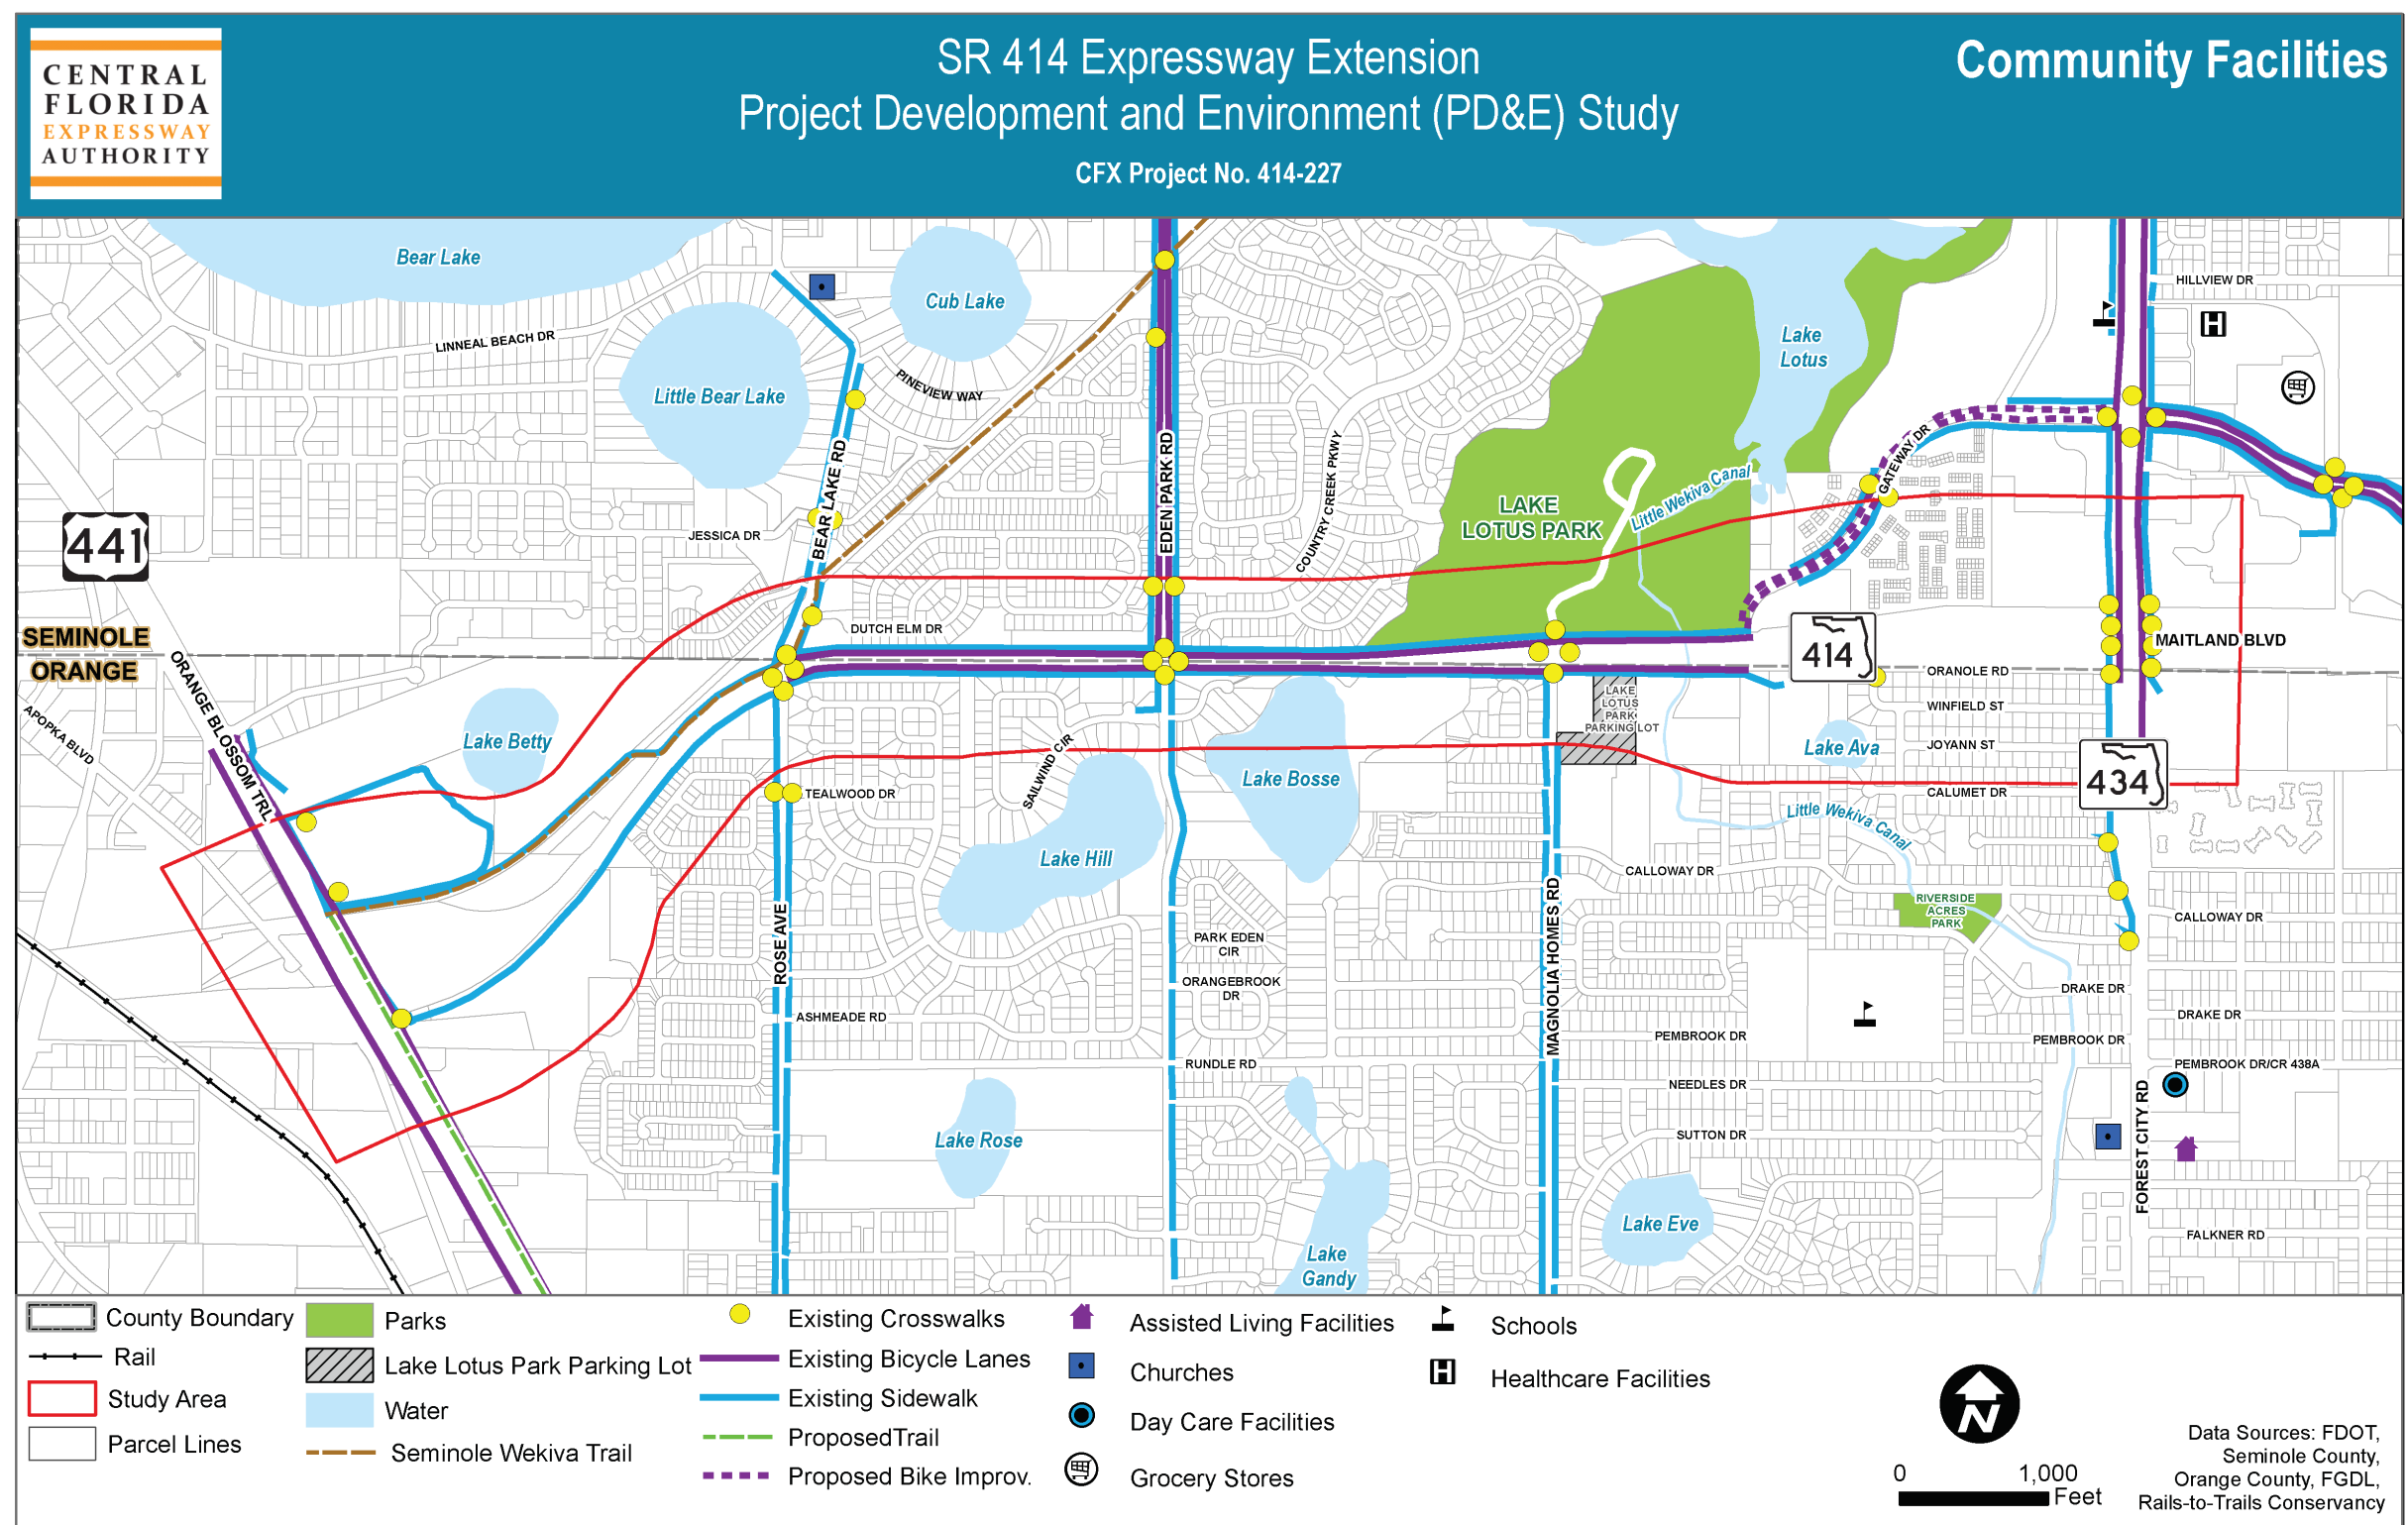 CENTRAL
FLORIDA
EXPRESSWAY
AUTHORITY
SR 414 Expressway Extension
Project Development and Environment (PD&E) Study
CFX Project No. 414-227
Community Facilities
Bear Lake
Cub Lake
HILLVIEW DR
LINNEAL BEACH DR
Lake
Lotus
Little Bear Lake
PINEVIEW WAY
BEAR LAKE RD
EDEN PARK RD
COUNTRY CREEK PKWY
GATEWAY DR
Little Wekiva Canal
LAKE
LOTUS PARK
441
JESSICA DR
DUTCH ELM DR
SEMINOLE
ORANGE
414
MAITLAND BLVD
ORANOLE RD
ORANGE BLOSSOM TRL
APOPKA BLVD
LAKE
LOTUS
PARK
PARKING LOT
WINFIELD ST
Lake Betty
SAILWIND CIR
Lake Ava
JOYANN ST
Lake Bosse
434
TEALWOOD DR
CALUMET DR
Little Wekiva Canal
Lake Hill
CALLOWAY DR
RIVERSIDE
ACRES
PARK
CALLOWAY DR
ROSE AVE
MAGNOLIA HOMES RD
PARK EDEN
CIR
ORANGEBROOK
DR
DRAKE DR
ASHMEADE RD
DRAKE DR
PEMBROOK DR
PEMBROOK DR
RUNDLE RD
PEMBROOK DR/CR 438A
NEEDLES DR
FOREST CITY RD
Lake Rose
SUTTON DR
Lake Eve
FALKNER RD
Lake
Gandy
County Boundary
Rail
Study Area
Parcel Lines
Parks
Lake Lotus Park Parking Lot
Water
Seminole Wekiva Trail
Existing Crosswalks
Existing Bicycle Lanes
Existing Sidewalk
ProposedTrail
Proposed Bike Improv.
Assisted Living Facilities
Churches
Day Care Facilities
Grocery Stores
Schools
H Healthcare Facilities
N
0 1,000
Feet
Data Sources: FDOT,
Seminole County,
Orange County, FGDL,
Rails-to-Trails Conservancy